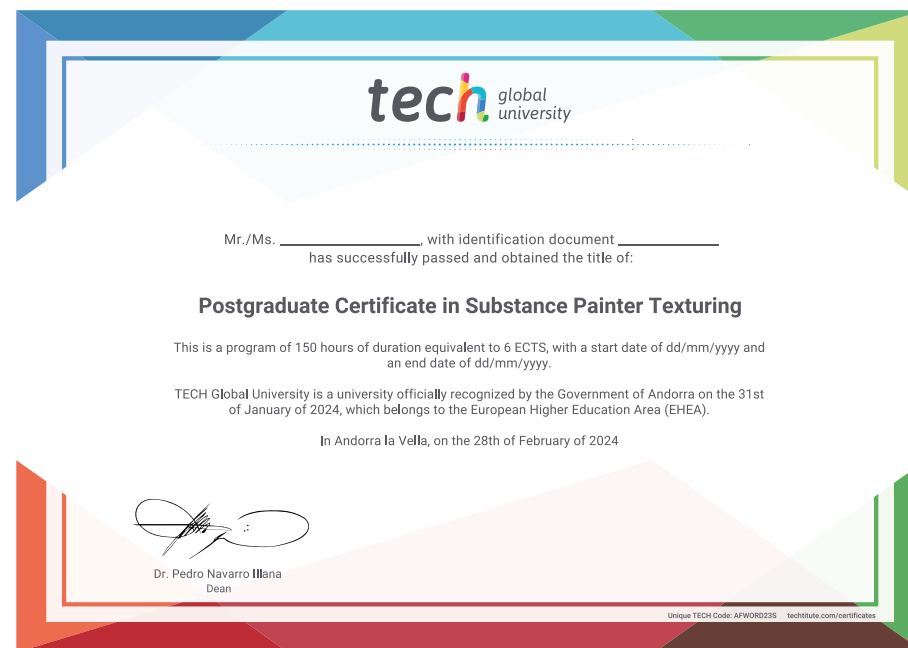 tech global
university
Mr./Ms. ____________, with identification document ____________
has successfully passed and obtained the title of:
Postgraduate Certificate in Substance Painter Texturing
This is a program of 150 hours of duration equivalent to 6 ECTS, with a start date of dd/mm/yyyy and
an end date of dd/mm/yyyy.
TECH Global University is a university officially recognized by the Government of Andorra on the 31st
of January of 2024, which belongs to the European Higher Education Area (EHEA).
In Andorra la Vella, on the 28th of February of 2024
Dr. Pedro Navarro Illana
Dean
Unique TECH Code: AFWORD23S techtitute.com/certificates